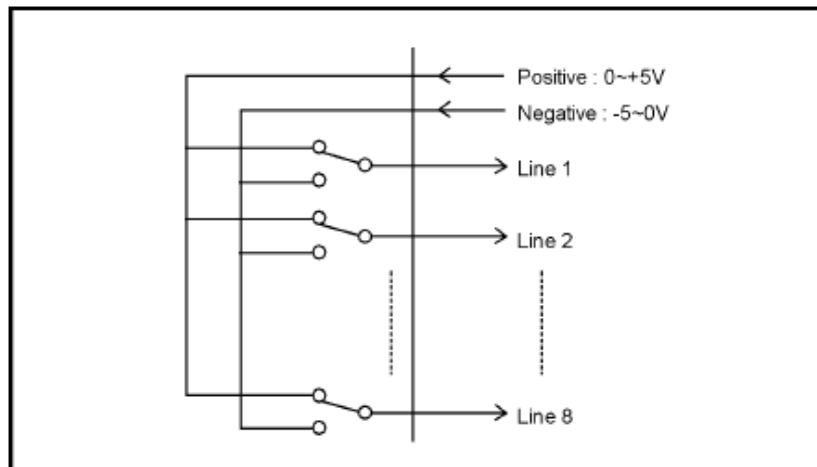 Positive : 0~+5V
Negative : -5~0V
Line 1
Line 2
Line 8